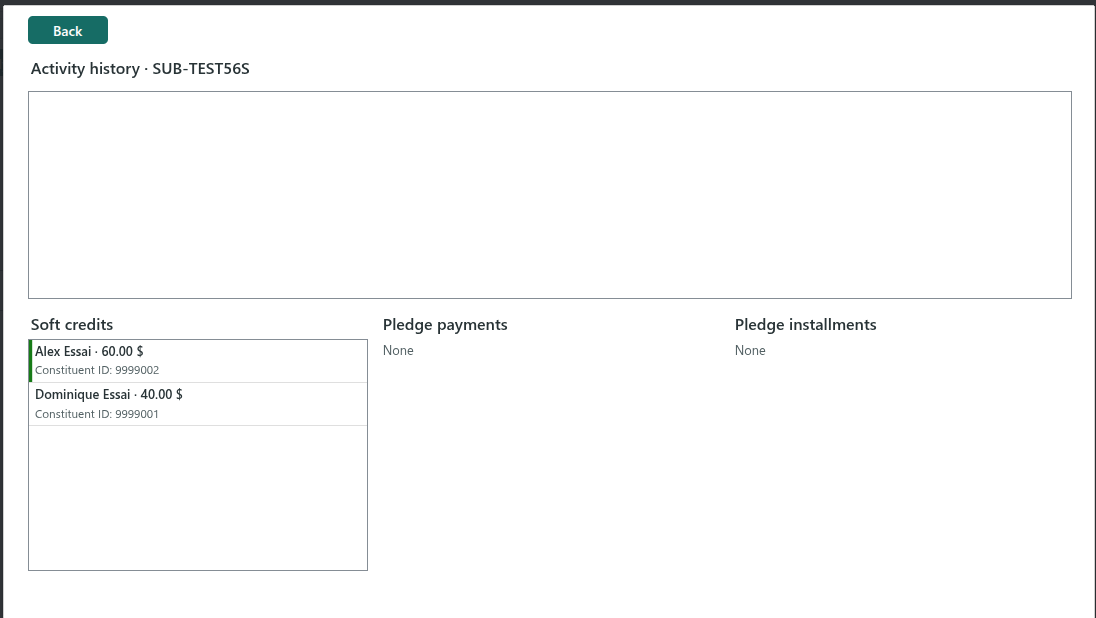 Back
Activity history · SUB-TEST56S
Soft credits
Alex Essai · 60.00 $
Constituent ID: 9999002
Dominique Essai · 40.00 $
Constituent ID: 9999001
Pledge payments
None
Pledge installments
None